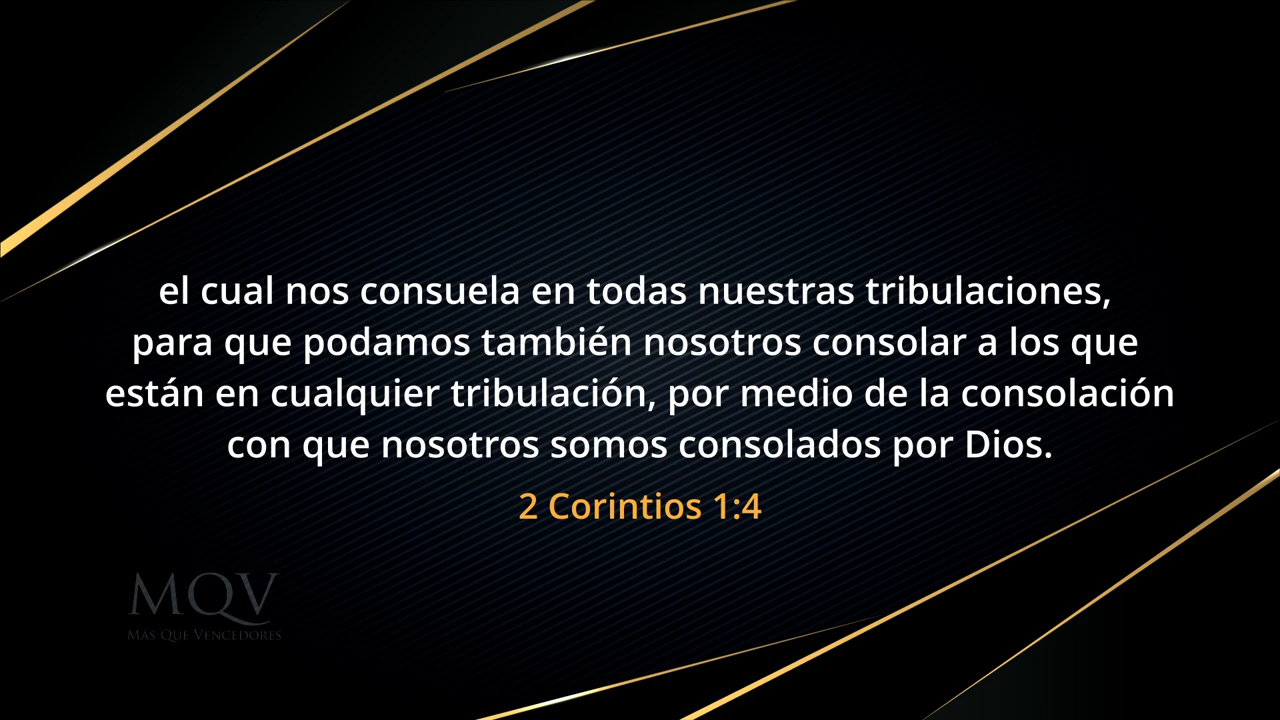 el cual nos consuela en todas nuestras tribulaciones,
para que podamos también nosotros consolar a los que
están en cualquier tribulación, por medio de la consolación
con que nosotros somos consolados por Dios.
2 Corintios 1:4
MQV
Más Que Vencedores